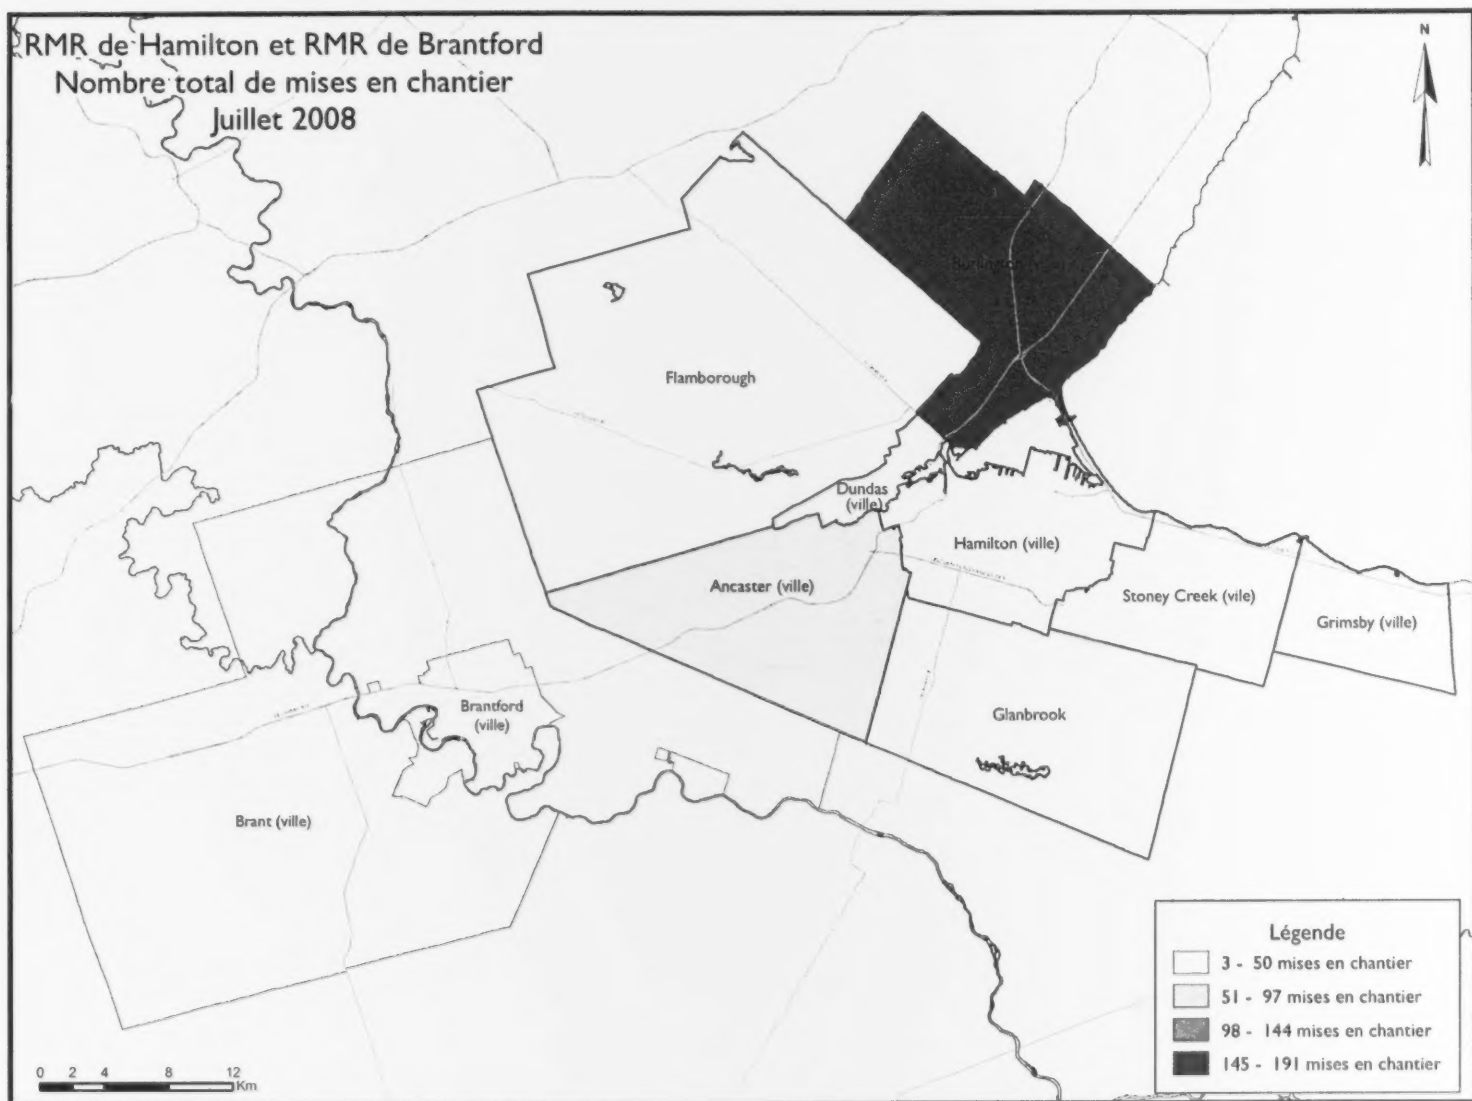 RMR de Hamilton et RMR de Brantford
Nombre total de mises en chantier
Juillet 2008
N
Burlington (ville)
Flamborough
Dundas
(ville)
Hamilton (ville)
Ancaster (ville)
Stoney Creek (vile)
Grimsby (ville)
Brantford
(ville)
Glanbrook
Brant (ville)
Légende
3 - 50 mises en chantier
51 - 97 mises en chantier
98 - 144 mises en chantier
145 - 191 mises en chantier
0 2 4 8 12
Km